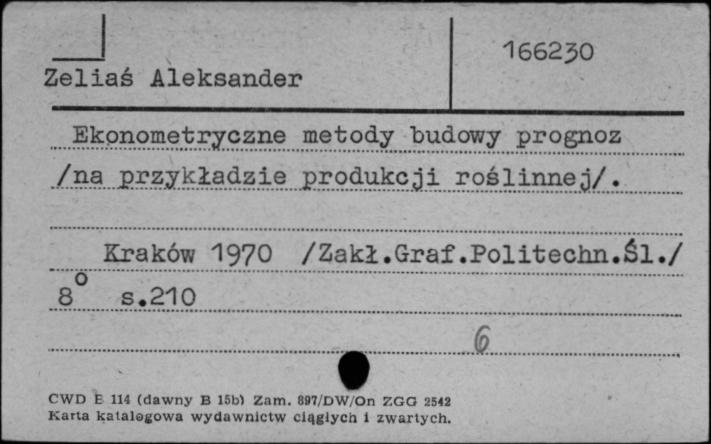 166230
Zeliaś Aleksander
Ekonometryczne metody budowy prognoz
/na przykładzie produkcji roślinnej/.
Kraków 1970 /Zakł.Graf.Politechn.Śl./
8° s.210
6
CWD B 114 (dawny B 15b) Zam. 897/DW/On ZGG 2542
Karta katalogowa wydawnictw ciągłych i zwartych.